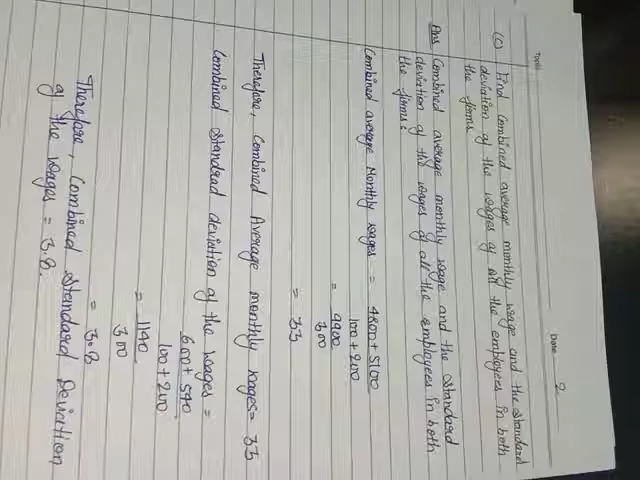 Topic
Date 2
(c) Find combined average monthly wage and the standard
deviation of the wages of all the employees in both
the firms.
Ans Combined average monthly wage and the standard
deviation of the wages of all the employees in both
the firms:
Combined average Monthly wages = 4800 + 5100
100 + 200
= 9900
300
= 33
Therefore, Combined Average monthly wages = 33
Combined standard deviation of the wages =
600 + 540
100 + 200
= 1140
300
= 3.8
Therefore, Combined Standard Deviation
of the wages = 3.8.